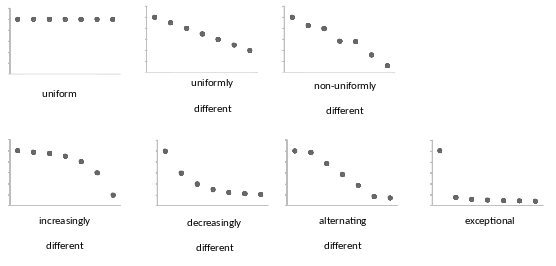 uniform
uniformly
different
non-uniformly
different
increasingly
different
decreasingly
different
alternating
different
exceptional